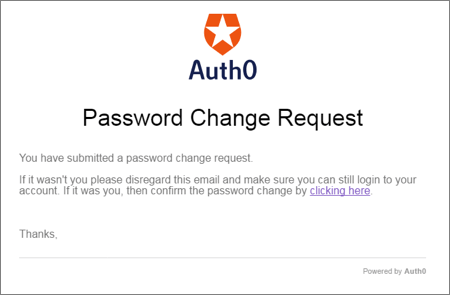 Auth0
Password Change Request
You have submitted a password change request.
If it wasn't you please disregard this email and make sure you can still login to your
account. If it was you, then confirm the password change by clicking here.
Thanks,
Powered by Auth0